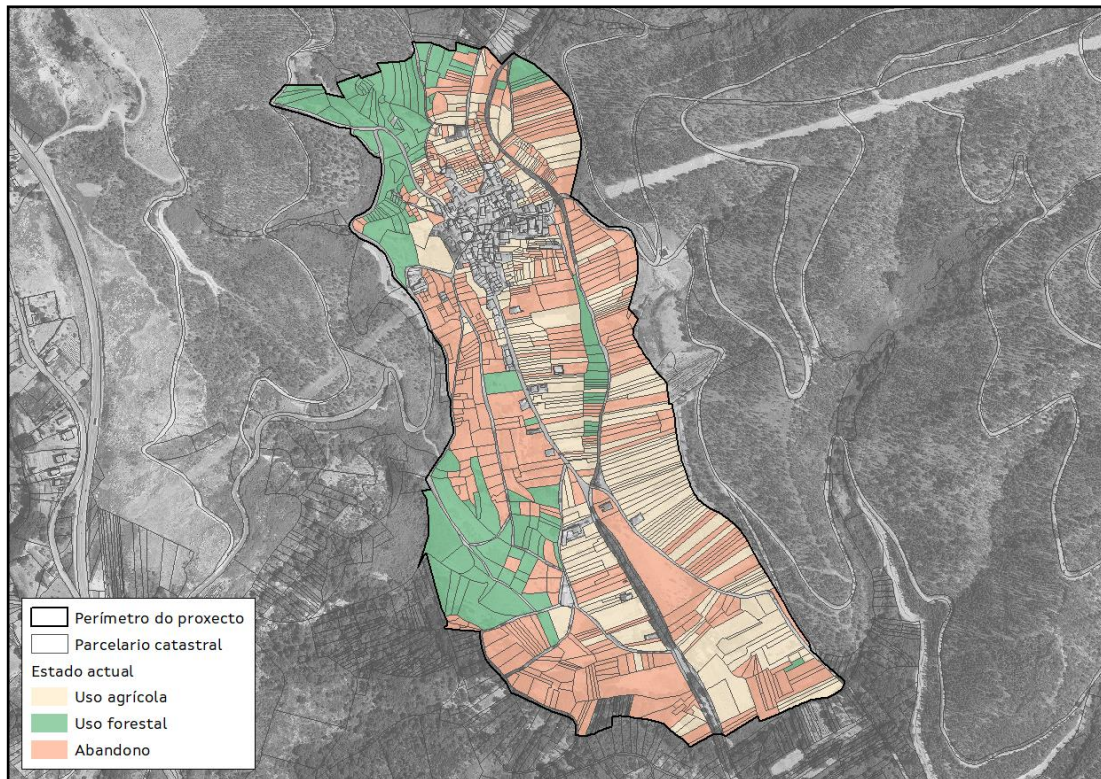 Perímetro do proxecto
Parcelario catastral
Estado actual
Uso agrícola
Uso forestal
Abandono